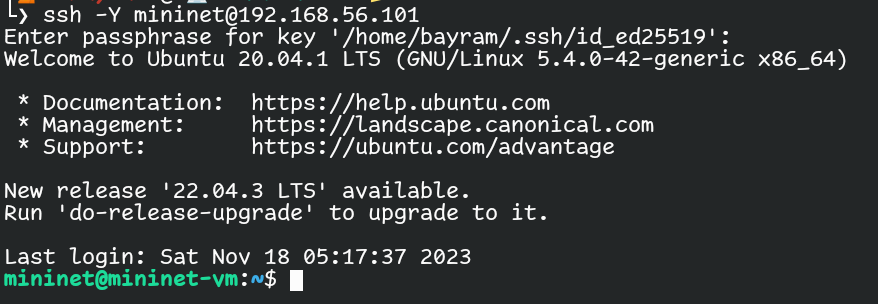 └❯ ssh -Y mininet@192.168.56.101
Enter passphrase for key '/home/bayram/.ssh/id_ed25519':
Welcome to Ubuntu 20.04.1 LTS (GNU/Linux 5.4.0-42-generic x86_64)
* Documentation:  https://help.ubuntu.com
* Management:     https://landscape.canonical.com
* Support:        https://ubuntu.com/advantage
New release '22.04.3 LTS' available.
Run 'do-release-upgrade' to upgrade to it.
Last login: Sat Nov 18 05:17:37 2023
mininet@mininet-vm:~$